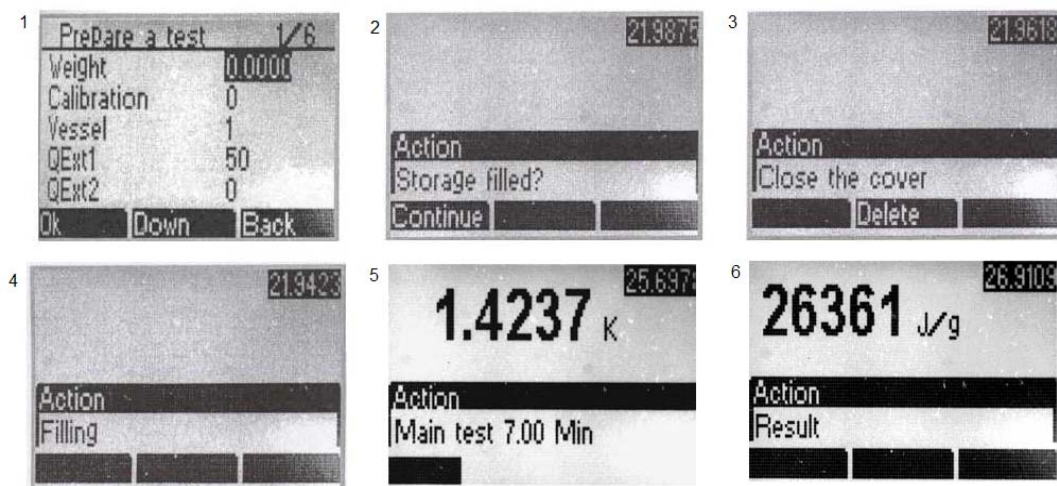 1
PrePare a test 1/6
Weight 0.0000
Calibration 0
Vessel 1
QExt1 50
QExt2 0
Ok Down Back
2
21.9875
Action
Storage filled?
Continue
3
21.9618
Action
Close the cover
Delete
4
21.9423
Action
Filling
5
1.4237 K
Action
Main test 7.00 Min
6
26.9109
26361 J/g
Action
Result